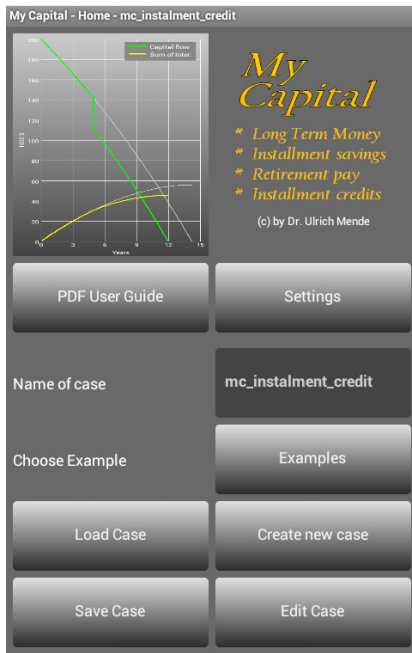 My Capital - Home - mc_instalment_credit
Capital flow
Sum of Inter.
200
180
160
140
120
100
80
60
40
20
0
0 3 6 9 12 15
Years
My
Capital
* Long Term Money
* Installment savings
* Retirement pay
* Installment credits
(c) by Dr. Ulrich Mende
PDF User Guide
Settings
Name of case
mc_instalment_credit
Choose Example
Examples
Load Case
Create new case
Save Case
Edit Case